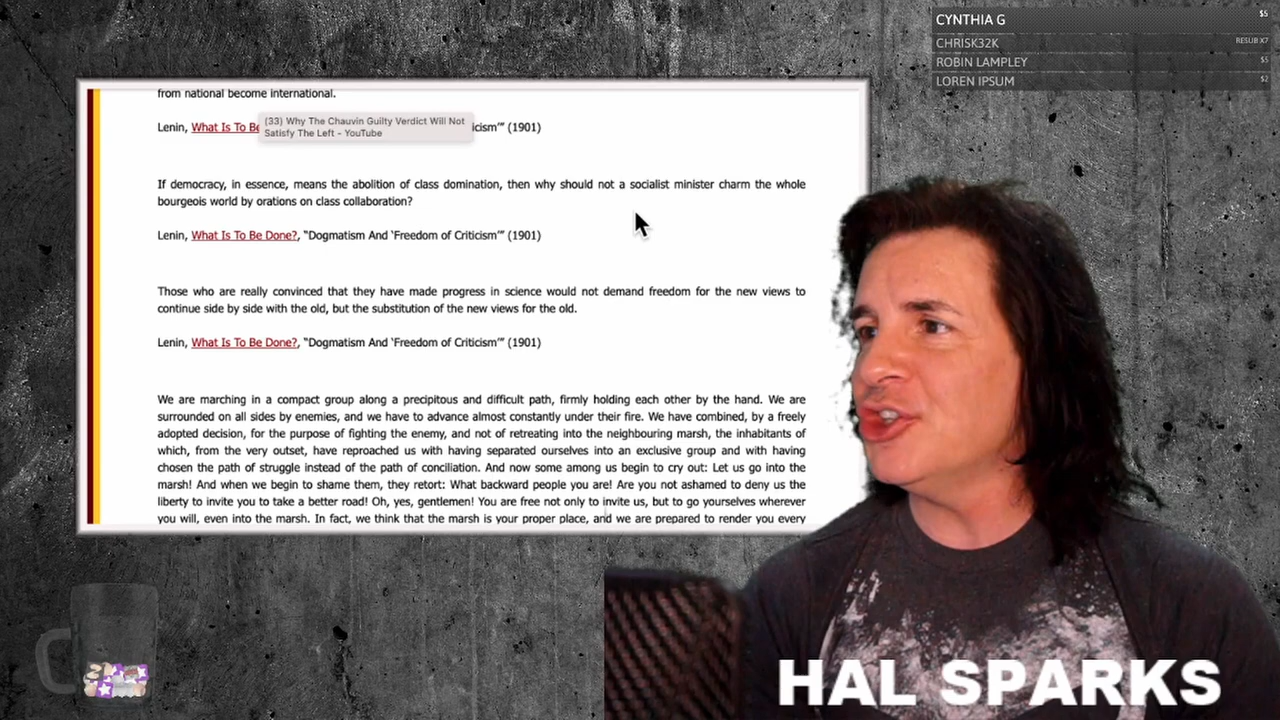 CYNTHIA G $5
CHRISK32K RESUB X7
ROBIN LAMPLEY $5
LOREN IPSUM $2
from national become international.
Lenin, What Is To Be icism’” (1901)
(33) Why The Chauvin Guilty Verdict Will Not
Satisfy The Left - YouTube
If democracy, in essence, means the abolition of class domination, then why should not a socialist minister charm the whole
bourgeois world by orations on class collaboration?
Lenin, What Is To Be Done?, “Dogmatism And ‘Freedom of Criticism’” (1901)
Those who are really convinced that they have made progress in science would not demand freedom for the new views to
continue side by side with the old, but the substitution of the new views for the old.
Lenin, What Is To Be Done?, “Dogmatism And ‘Freedom of Criticism’” (1901)
We are marching in a compact group along a precipitous and difficult path, firmly holding each other by the hand. We are
surrounded on all sides by enemies, and we have to advance almost constantly under their fire. We have combined, by a freely
adopted decision, for the purpose of fighting the enemy, and not of retreating into the neighbouring marsh, the inhabitants of
which, from the very outset, have reproached us with having separated ourselves into an exclusive group and with having
chosen the path of struggle instead of the path of conciliation. And now some among us begin to cry out: Let us go into the
marsh! And when we begin to shame them, they retort: What backward people you are! Are you not ashamed to deny us the
liberty to invite you to take a better road! Oh, yes, gentlemen! You are free not only to invite us, but to go yourselves wherever
you will, even into the marsh. In fact, we think that the marsh is your proper place, and we are prepared to render you every
HAL SPARKS